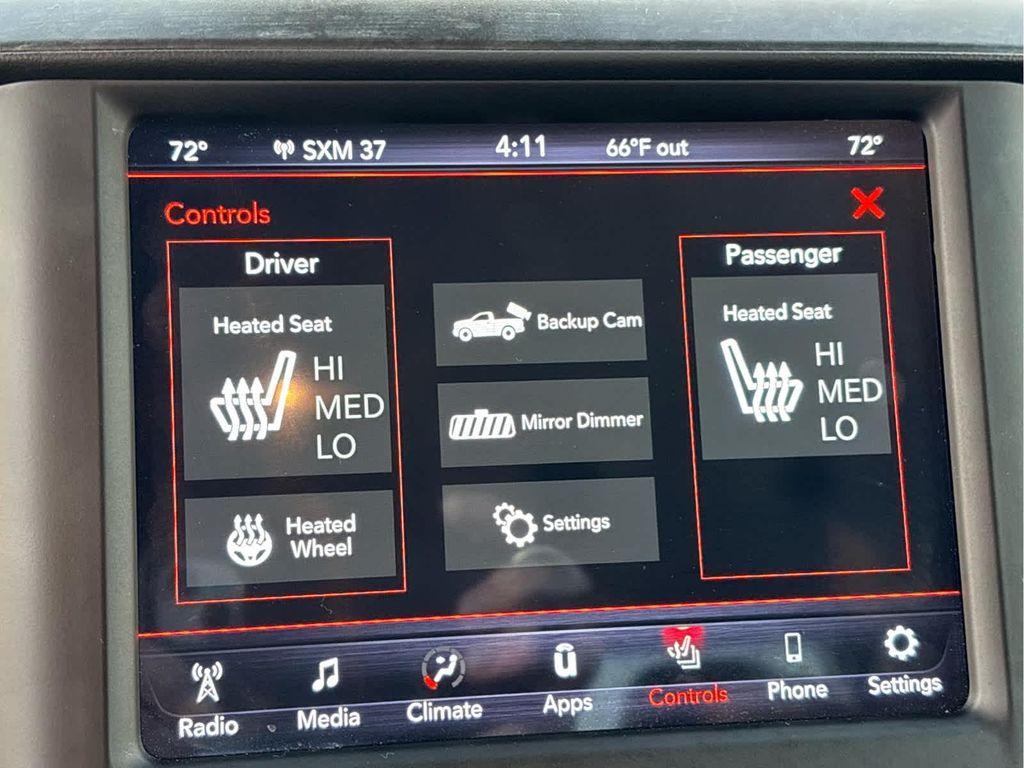 72° SXM 37 4:11 66°F out 72°
Controls
Driver
Heated Seat
HI
MED
LO
Heated
Wheel
Backup Cam
Mirror Dimmer
Settings
Passenger
Heated Seat
HI
MED
LO
Radio Media Climate Apps Controls Phone Settings